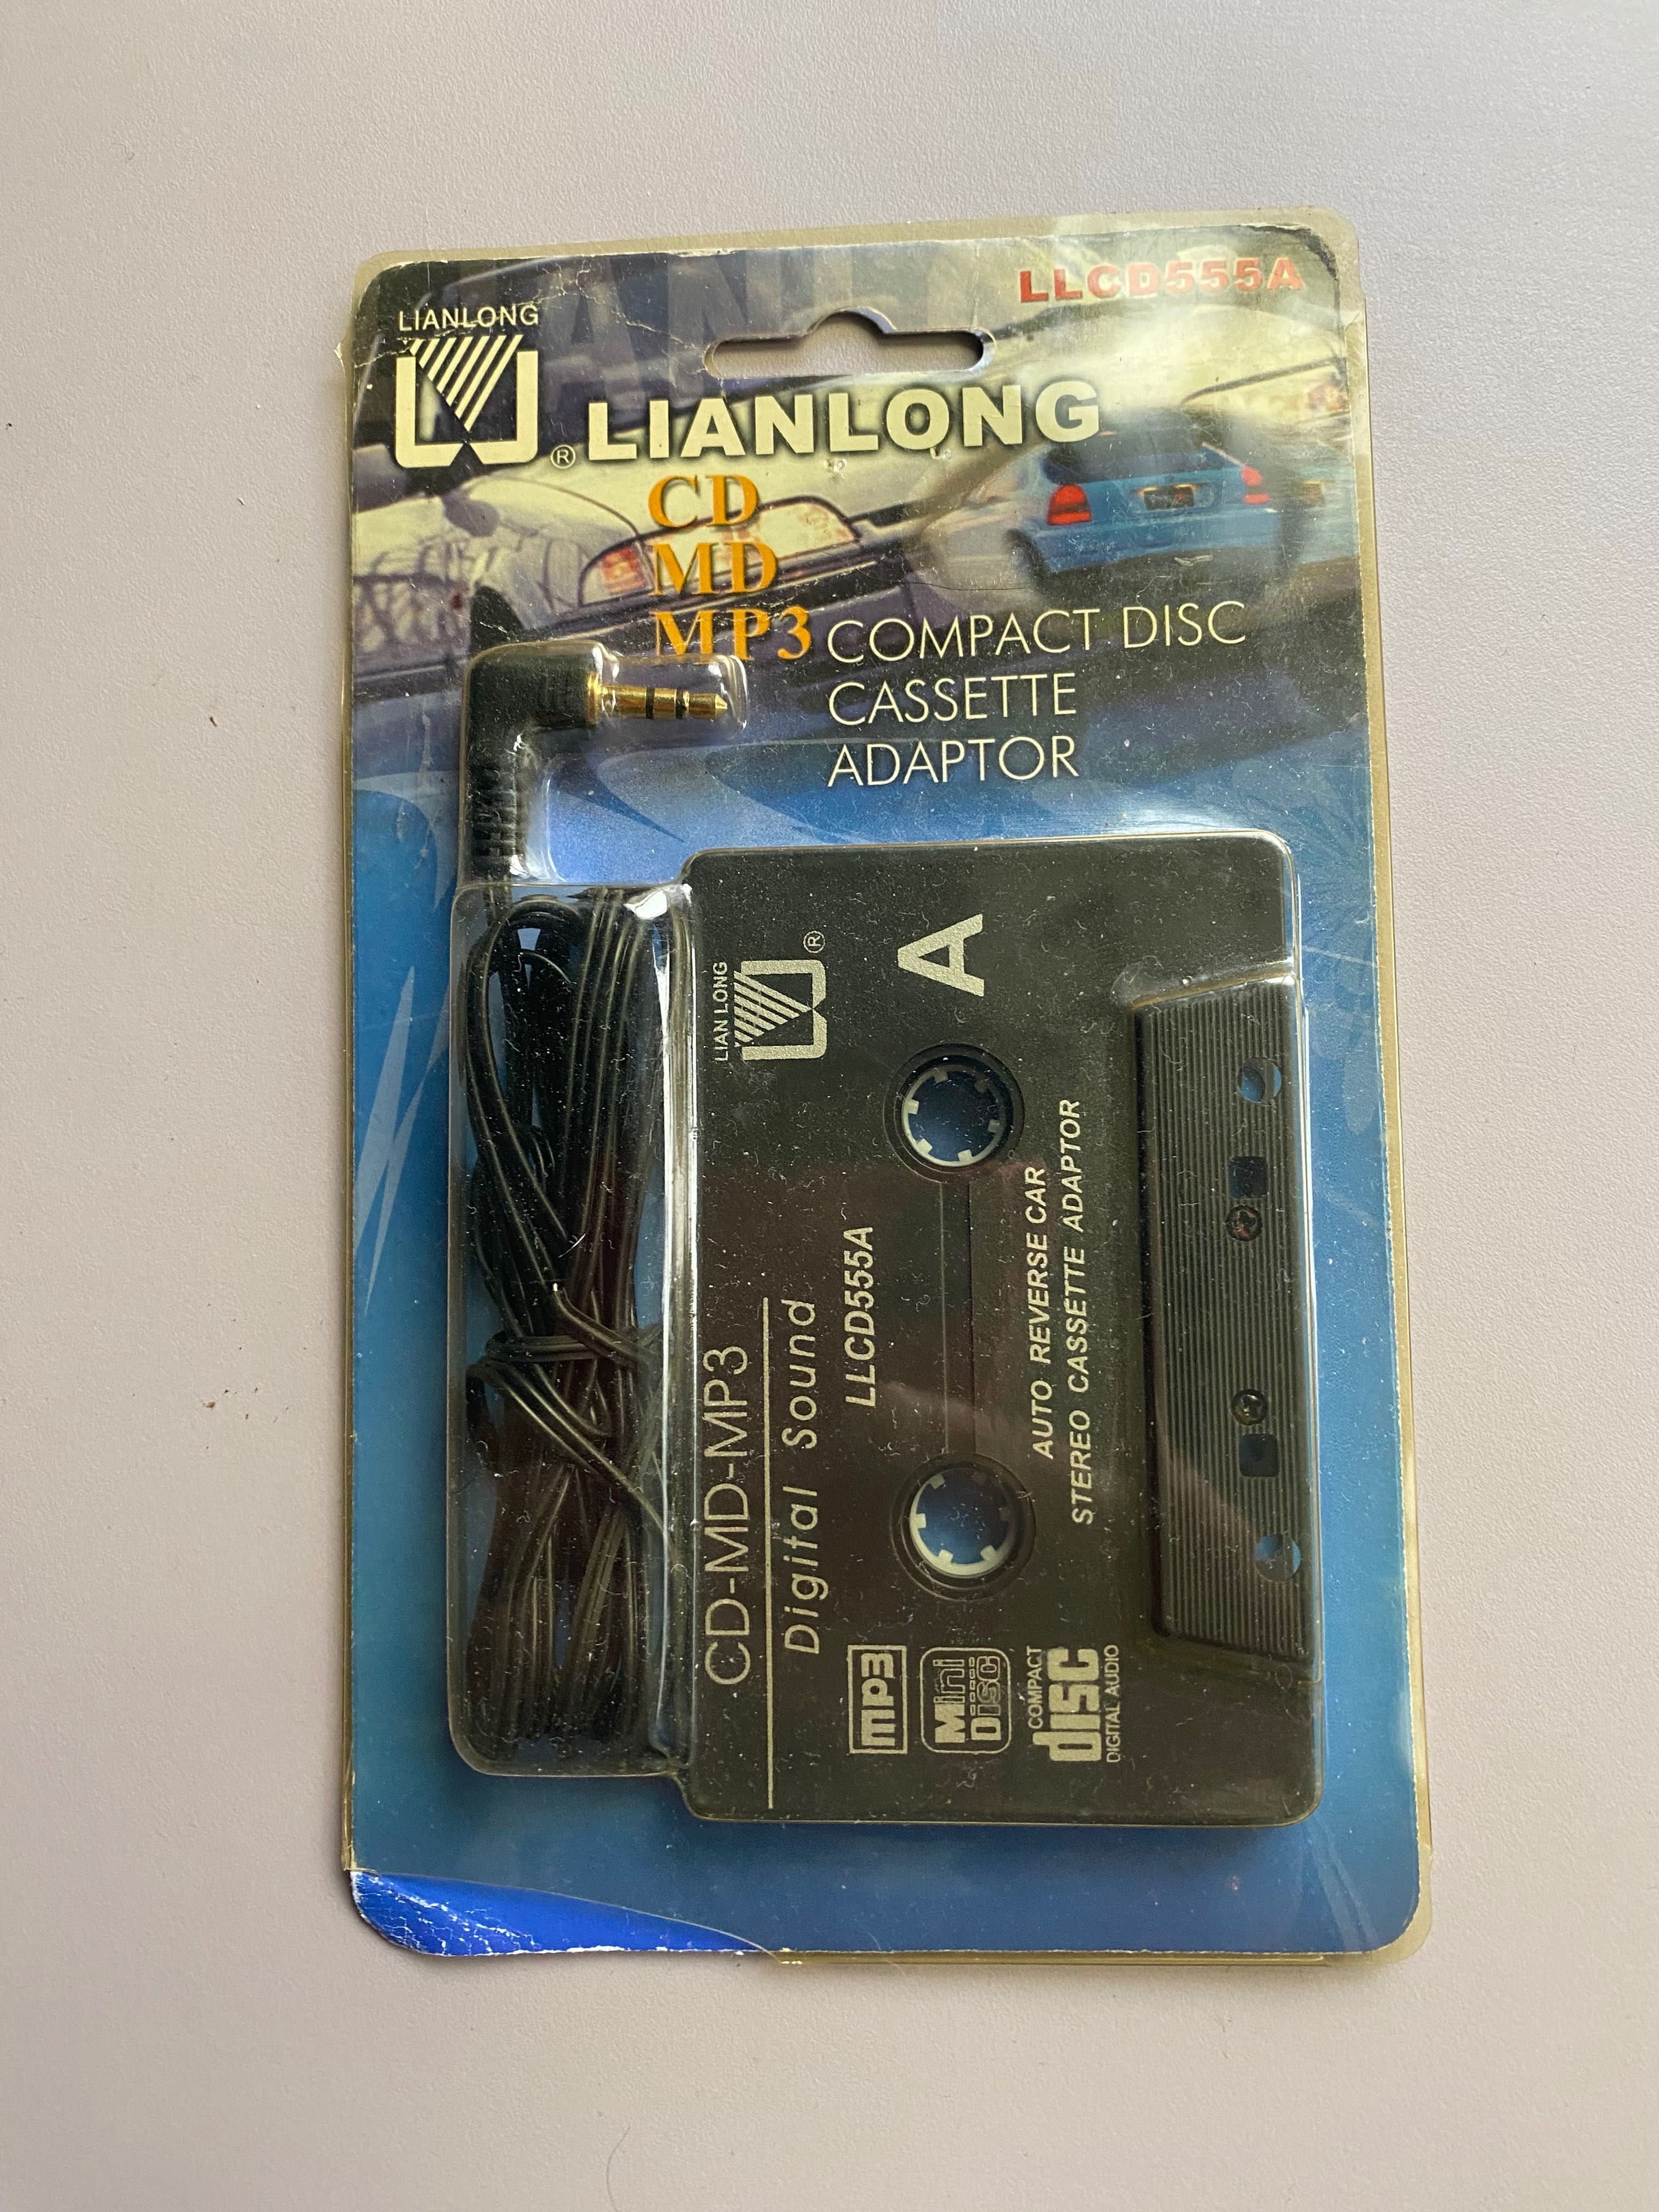 LLCD555A
LIANLONG
® LIANLONG
CD
MD
MP3
COMPACT DISC
CASSETTE
ADAPTOR
LIAN LONG
®
A
CD-MD-MP3
Digital Sound
LLCD555A
AUTO REVERSE CAR
STEREO CASSETTE ADAPTOR
MP3
Mini
Disc
COMPACT
disc
DIGITAL AUDIO